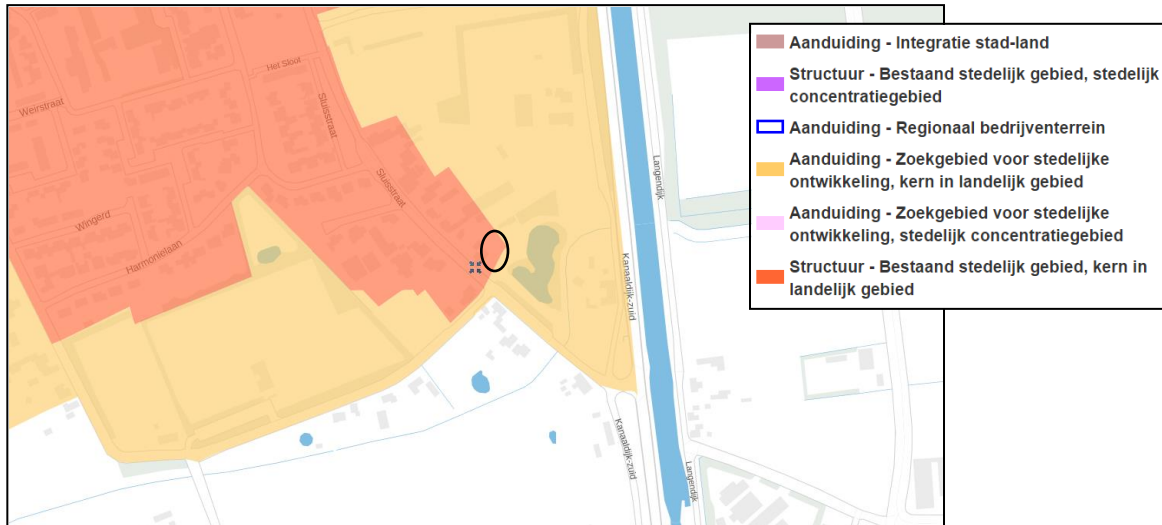 Het Sloot
Weirstraat
Sluisstraat
Sluisstraat
Wingerd
Harmonielaan
Langendijk
Kanaaldijk-zuid
Kanaaldijk-zuid
Langendijk
Aanduiding - Integratie stad-land
Structuur - Bestaand stedelijk gebied, stedelijk
concentratiegebied
Aanduiding - Regionaal bedrijventerrein
Aanduiding - Zoekgebied voor stedelijke
ontwikkeling, kern in landelijk gebied
Aanduiding - Zoekgebied voor stedelijke
ontwikkeling, stedelijk concentratiegebied
Structuur - Bestaand stedelijk gebied, kern in
landelijk gebied